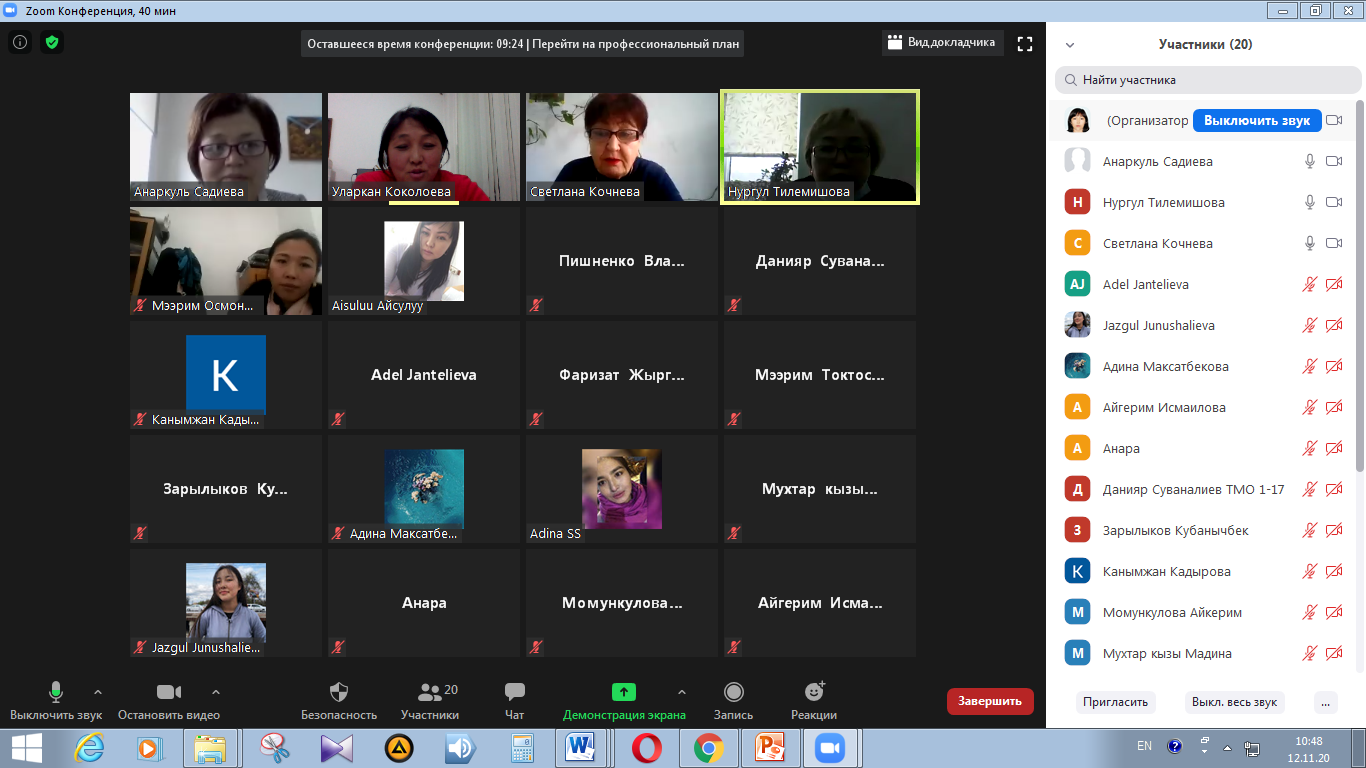 Zoom Конференция, 40 мин
Оставшееся время конференции: 09:24 | Перейти на профессиональный план
Вид докладчика
Анаркуль Садиева
Уларкан Коколоева
Светлана Кочнева
Нургул Тилемишова
Мээрим Осмон...
Aisuluu Айсулуу
Пишненко Вла...
Данияр Сувана...
K
Канымжан Кады...
Adel Jantelieva
Фаризат Жырг...
Мээрим Токтос...
Зарылыков Ку...
Адина Максатбе...
Adina SS
Мухтар кызы...
Jazgul Junushalie...
Анара
Момункулова...
Айгерим Исма...
Выключить звук
Остановить видео
Безопасность
20
Участники
Чат
Демонстрация экрана
Запись
Реакции
Завершить
Участники (20)
Найти участника
(Организатор
Выключить звук
Анаркуль Садиева
Н
Нургул Тилемишова
С
Светлана Кочнева
AJ
Adel Jantelieva
Jazgul Junushalieva
Адина Максатбекова
А
Айгерим Исмаилова
А
Анара
Д
Данияр Суваналиев ТМО 1-17
З
Зарылыков Кубанычбек
К
Канымжан Кадырова
М
Момункулова Айкерим
М
Мухтар кызы Мадина
Пригласить
Выкл. весь звук
...
EN
10:48
12.11.20